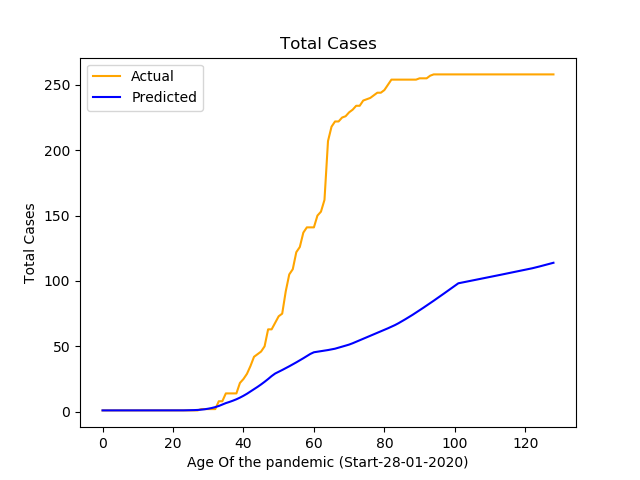 Total Cases
Actual
Predicted
250
200
150
100
50
0
Total Cases
0 20 40 60 80 100 120
Age Of the pandemic (Start-28-01-2020)